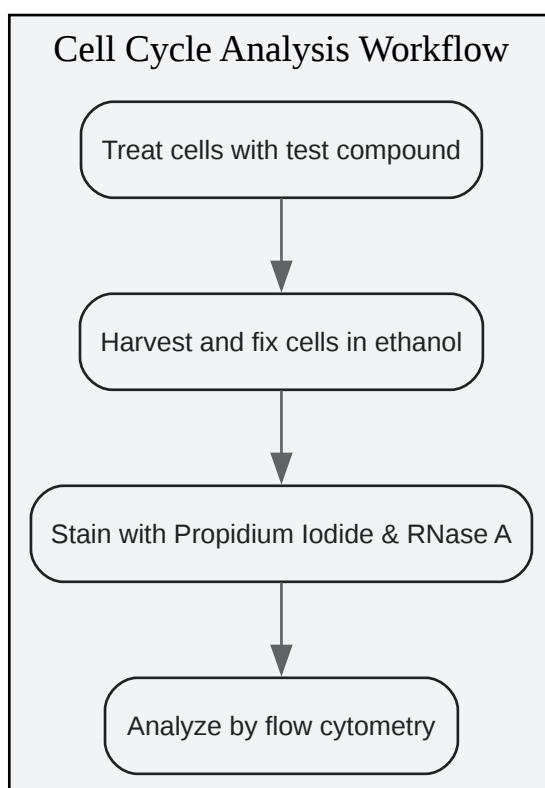 Cell Cycle Analysis Workflow
Treat cells with test compound
Harvest and fix cells in ethanol
Stain with Propidium Iodide & RNase A
Analyze by flow cytometry